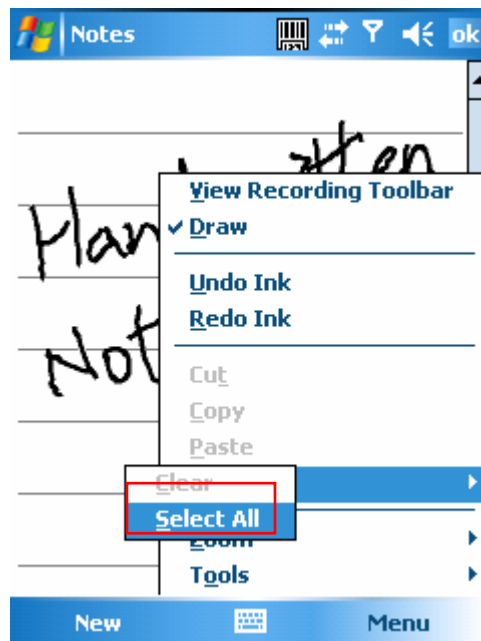 Notes
ok
View Recording Toolbar
Draw
Undo Ink
Redo Ink
Cut
Copy
Paste
Clear
Select All
Zoom
Tools
New
Menu